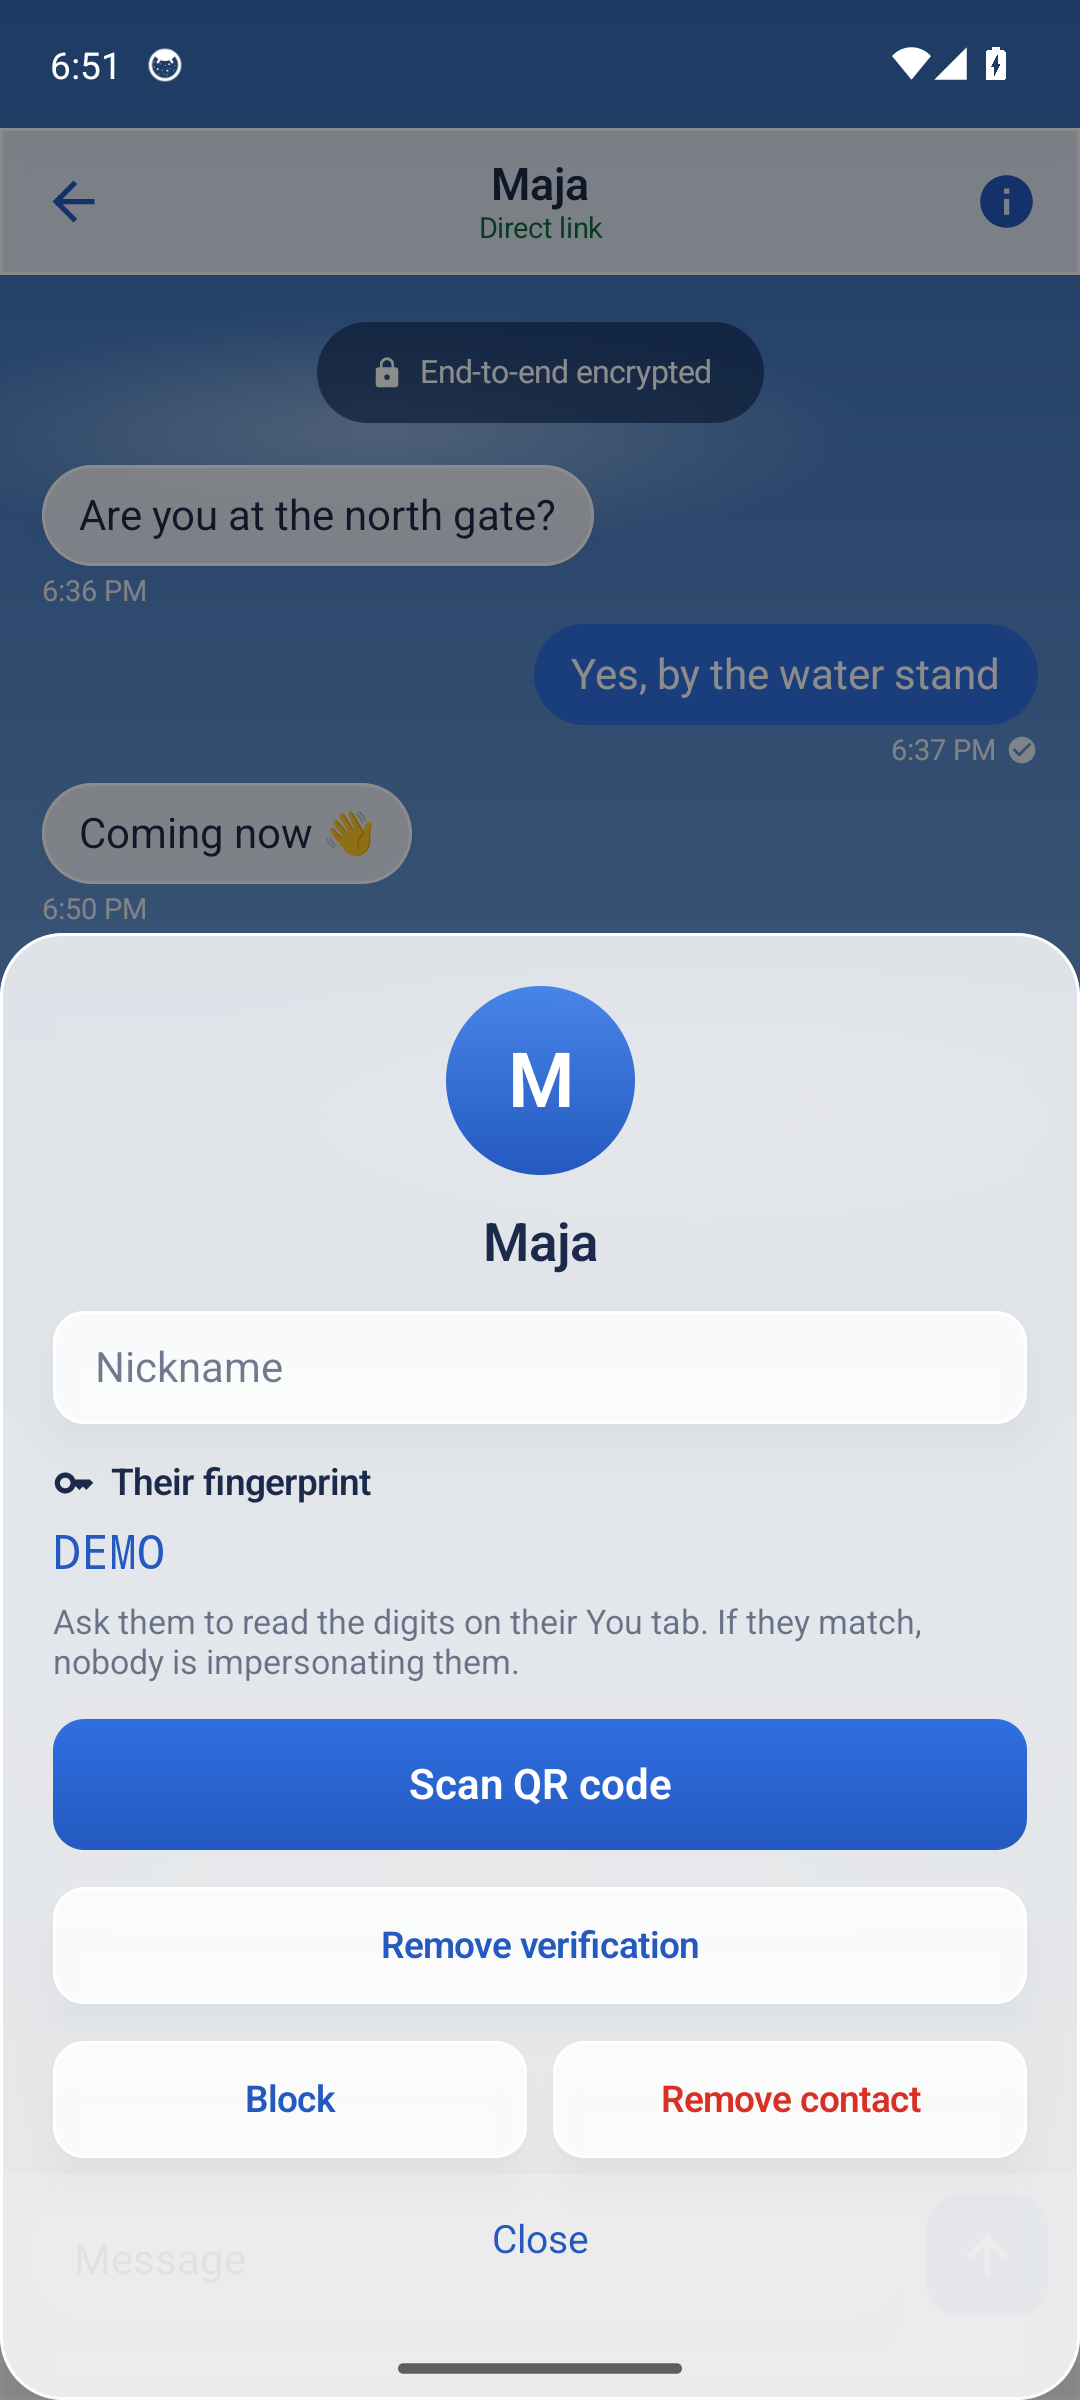 6:51
Maja
Direct link
End-to-end encrypted
Are you at the north gate?
6:36 PM
Yes, by the water stand
6:37 PM
Coming now 👋
6:50 PM
M
Maja
Nickname
Their fingerprint
DEMO
Ask them to read the digits on their You tab. If they match,
nobody is impersonating them.
Scan QR code
Remove verification
Block
Remove contact
Close
Message